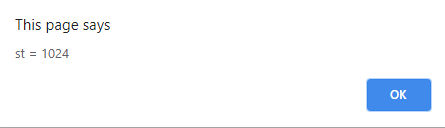 This page says
st = 1024
OK